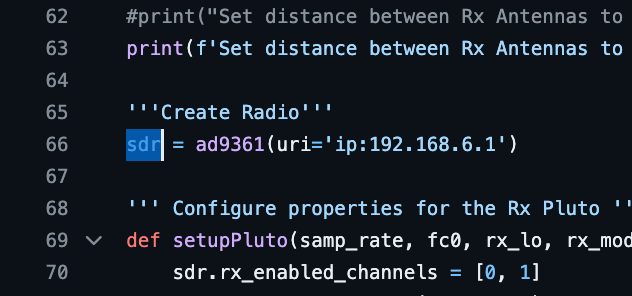 62 #print("Set distance between Rx Antennas to
63 print(f'Set distance between Rx Antennas to
64
65 '''Create Radio'''
66 sdr = ad9361(uri='ip:192.168.6.1')
67
68 ''' Configure properties for the Rx Pluto ''
69 def setupPluto(samp_rate, fc0, rx_lo, rx_mod
70 sdr.rx_enabled_channels = [0, 1]